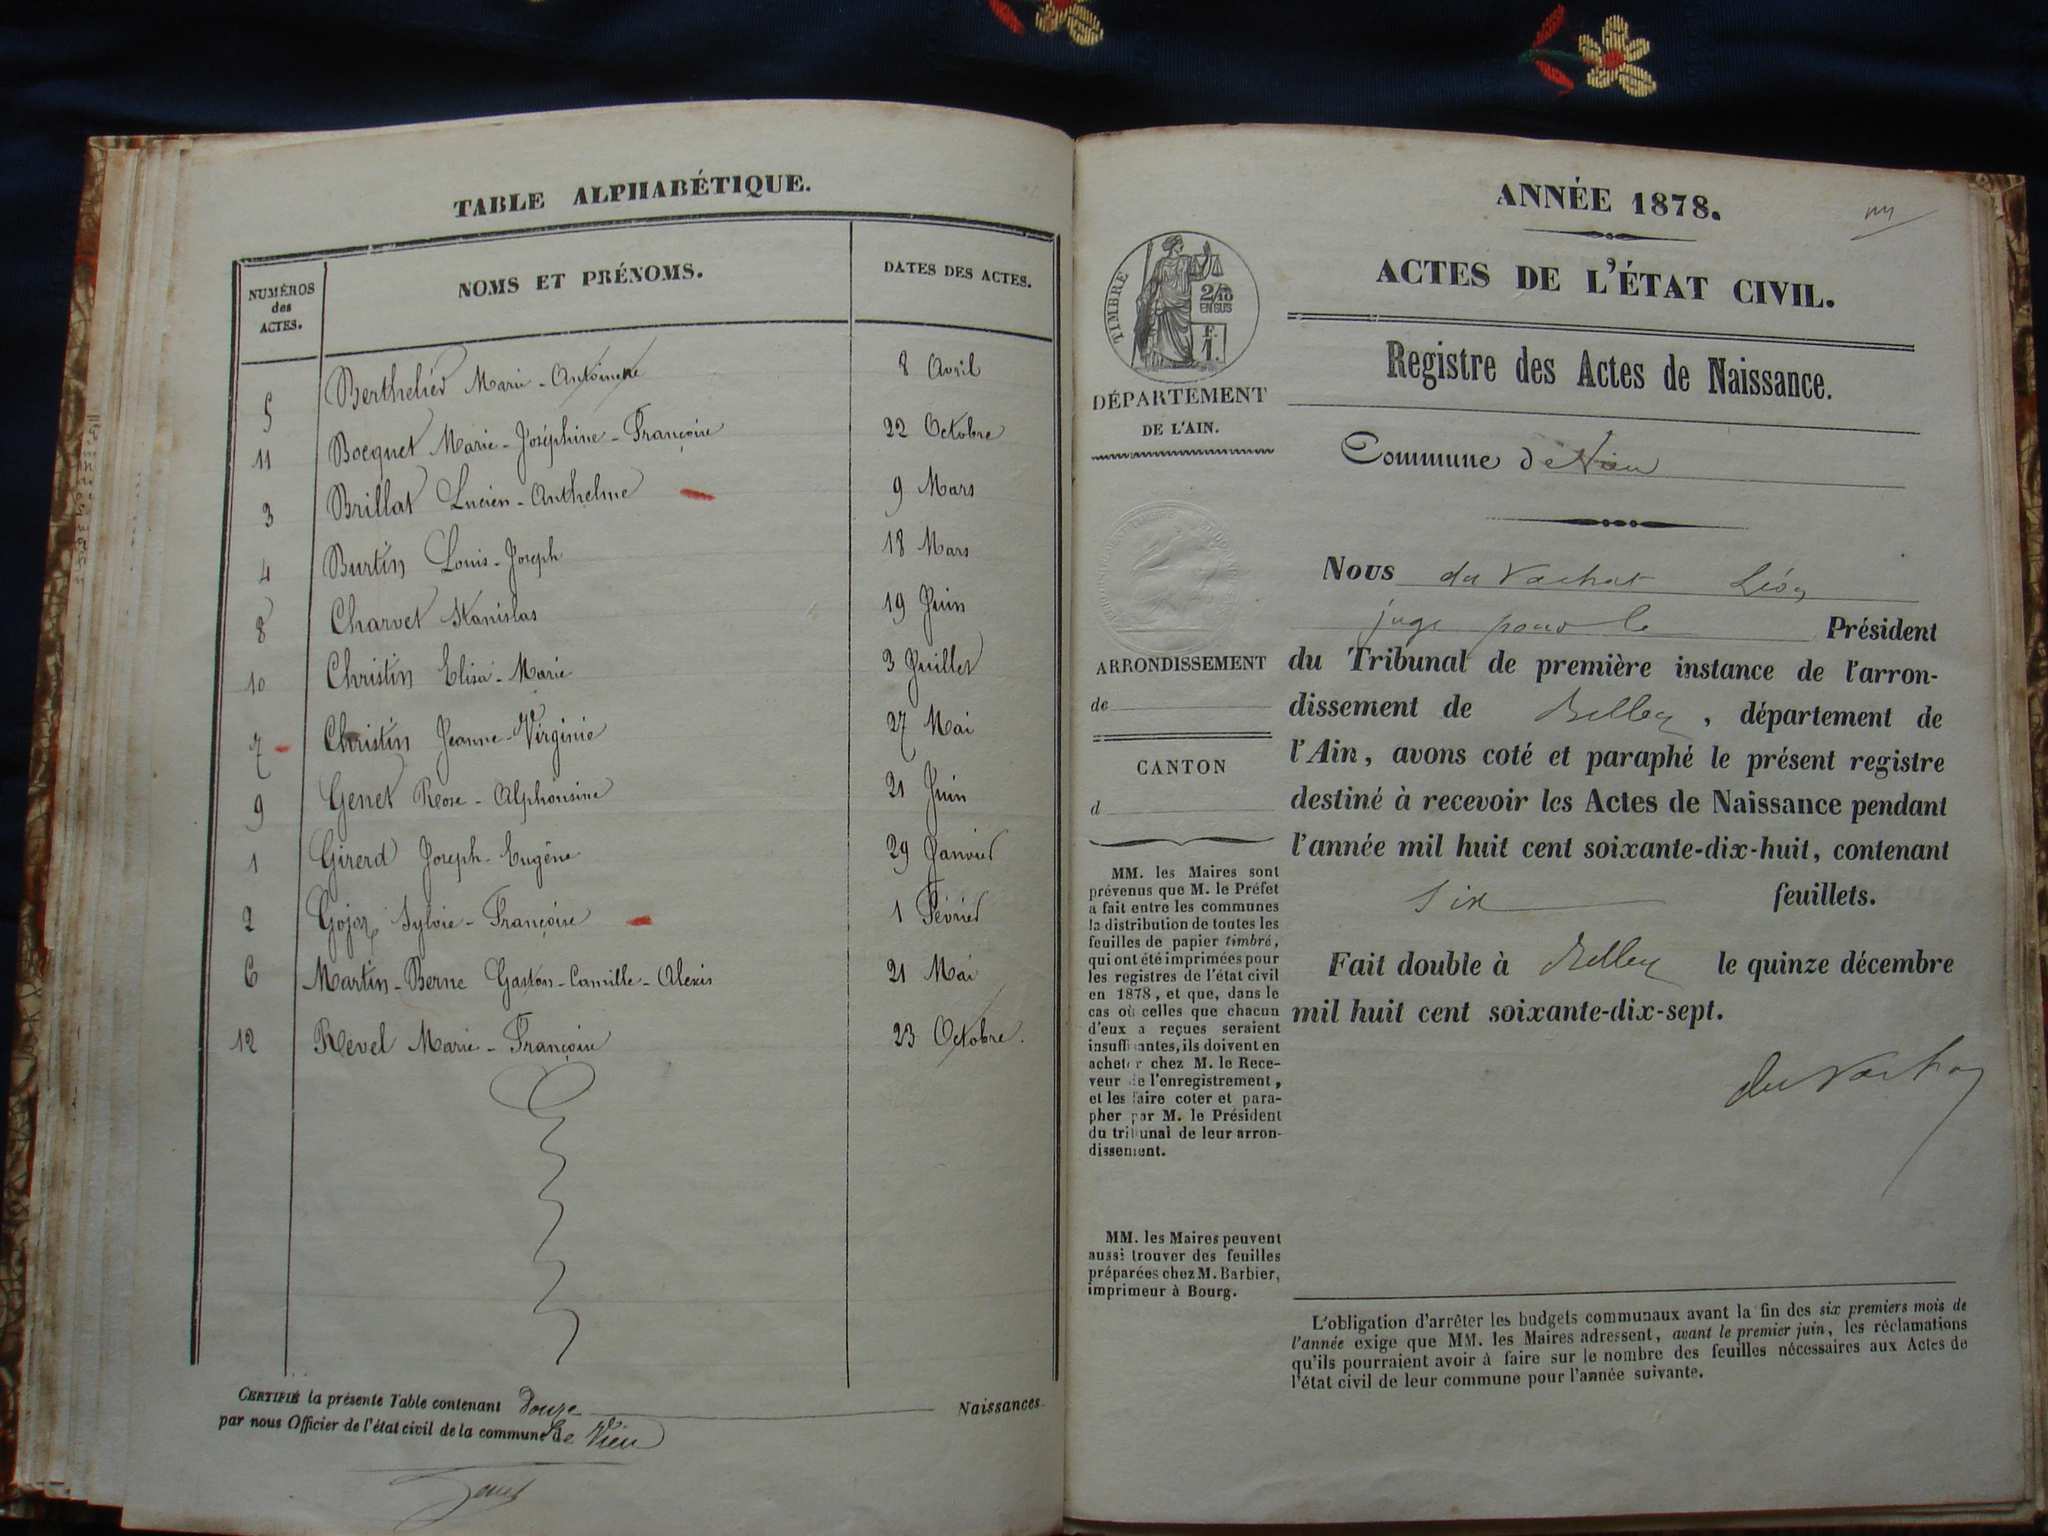 TABLE ALPHABÉTIQUE.
NUMÉROS
des
ACTES.
NOMS ET PRÉNOMS.
DATES DES ACTES.
5 Berthelier Marie-Antoinette 8 Avril
11 Bocquet Marie-Joséphine-Françoise 22 Octobre
3 Brillat Lucien-Anthelme 9 Mars
4 Burtin Louis-Joseph 18 Mars
8 Charvet Stanislas 19 Juin
10 Christin Elisa-Marie 3 Juillet
7 Christin Jeanne-Virginie 27 Mai
9 Genet Rose-Alphonsine 21 Juin
1 Girerd Joseph-Eugène 29 Janvier
2 Gojoz Sylvie-Françoise 1 Février
6 Martin-Berne Gaston-Camille-Alexis 21 Mai
12 Revel Marie-Françoise 23 Octobre.
CERTIFIÉ la présente Table contenant Douze Naissances.
par nous Officier de l'état civil de la commune de Vieu
ANNÉE 1878.
ACTES DE L'ÉTAT CIVIL.
TIMBRE
2/10
EN SUS
F.
1.
DÉPARTEMENT
DE L'AIN.
ARRONDISSEMENT
de
CANTON
d
MM. les Maires sont
prévenus que M. le Préfet
a fait entre les communes
la distribution de toutes les
feuilles de papier timbré,
qui ont été imprimées pour
les registres de l'état civil
en 1878, et que, dans le
cas où celles que chacun
d'eux a reçues seraient
insuffisantes, ils doivent en
acheter chez M. le Rece-
veur de l'enregistrement,
et les faire coter et para-
pher par M. le Président
du tribunal de leur arron-
dissement.
MM. les Maires peuvent
aussi trouver des feuilles
préparées chez M. Barbier,
imprimeur à Bourg.
Registre des Actes de Naissance.
Commune de Vieu
Nous du Vachat Léon
juge pour le Président
du Tribunal de première instance de l'arron-
dissement de Belley, département de
l'Ain, avons coté et paraphé le présent registre
destiné à recevoir les Actes de Naissance pendant
l'année mil huit cent soixante-dix-huit, contenant
six feuillets.
Fait double à Belley le quinze décembre
mil huit cent soixante-dix-sept.
du Vachat
L'obligation d'arrêter les budgets communaux avant la fin des six premiers mois de
l'année exige que MM. les Maires adressent, avant le premier juin, les réclamations
qu'ils pourraient avoir à faire sur le nombre des feuilles nécessaires aux Actes de
l'état civil de leur commune pour l'année suivante.